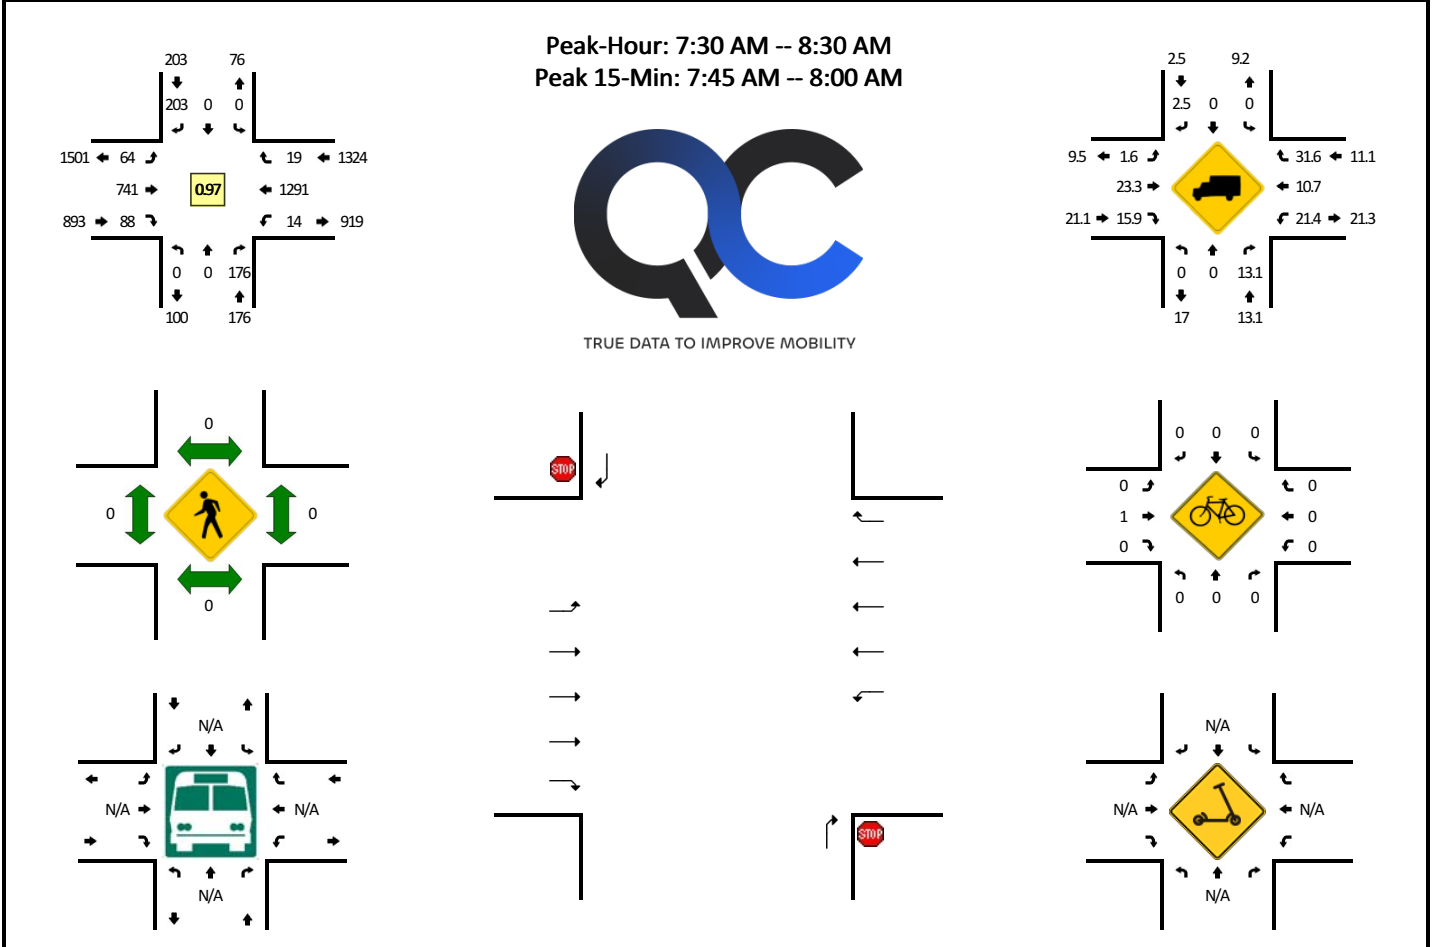 Peak-Hour: 7:30 AM -- 8:30 AM
Peak 15-Min: 7:45 AM -- 8:00 AM
203 76
203 0 0
1501 64 19 1324
741 0.97 1291
893 88 14 919
0 0 176
100 176
QC
TRUE DATA TO IMPROVE MOBILITY
2.5 9.2
2.5 0 0
9.5 1.6 31.6 11.1
23.3 10.7
21.1 15.9 21.4 21.3
0 0 13.1
17 13.1
0
0 0
0
STOP
STOP
0 0 0
0 0
1 0
0 0
0 0 0
N/A
N/A N/A
N/A
N/A
N/A N/A
N/A